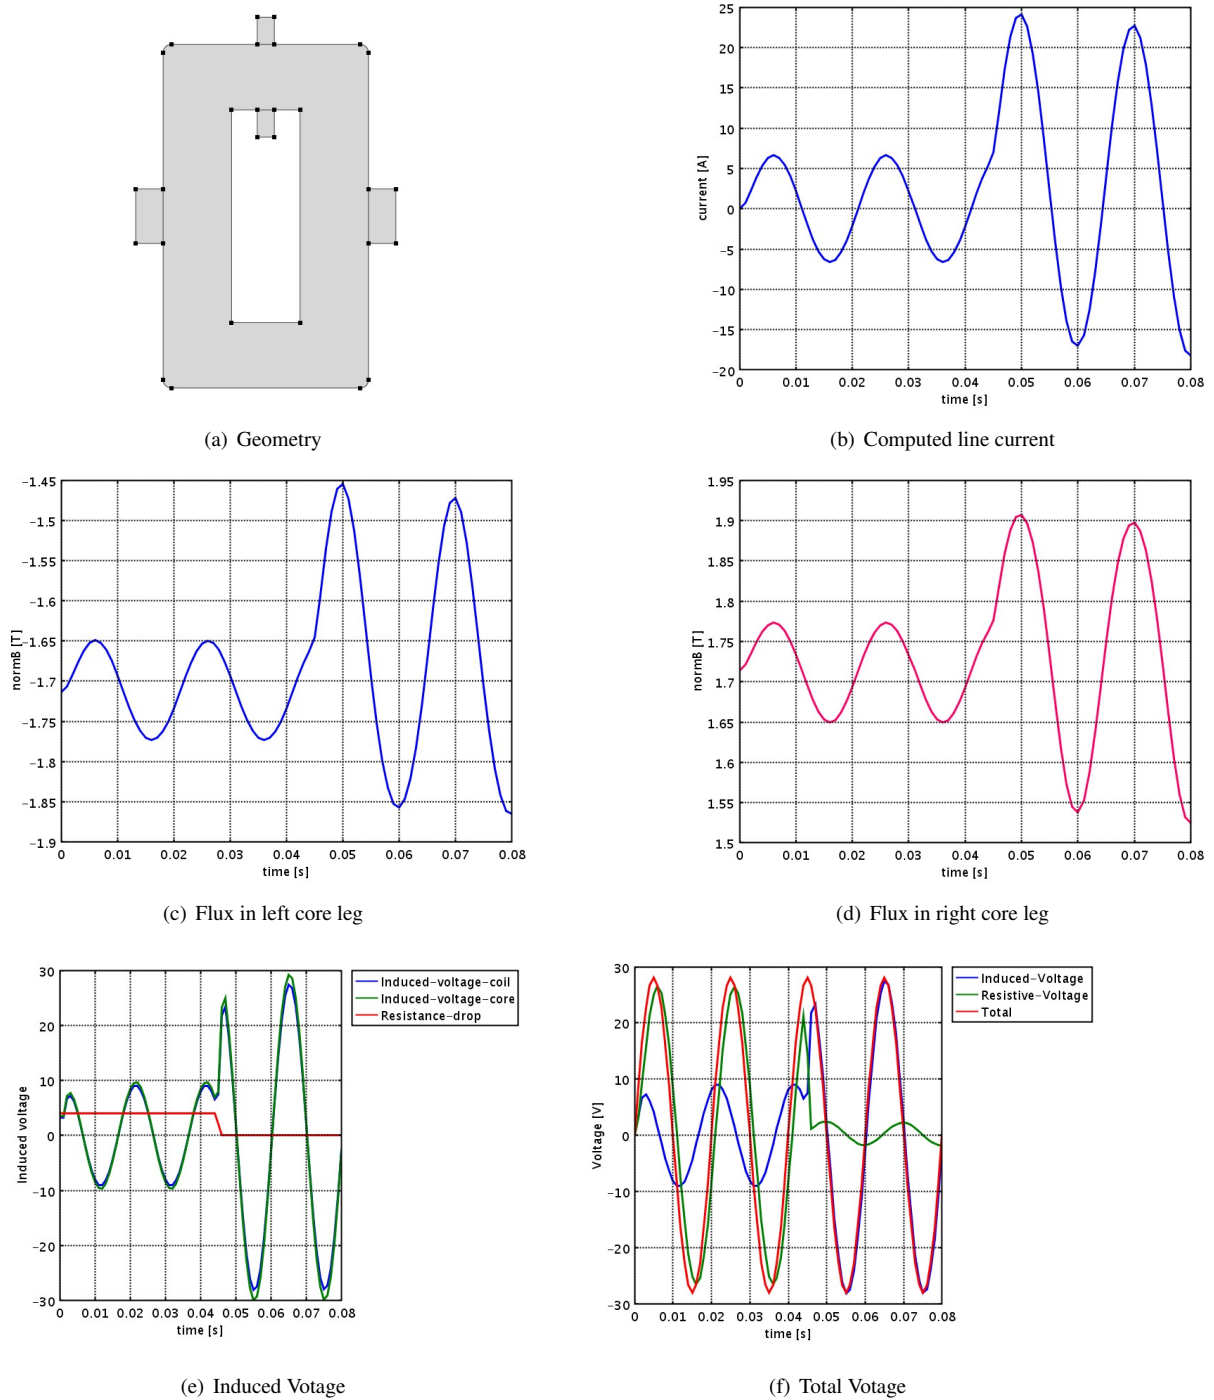 25
20
15
10
5
0
−5
−10
−15
−20
current [A]
0 0.01 0.02 0.03 0.04 0.05 0.06 0.07 0.08
time [s]
(a) Geometry
(b) Computed line current
−1.45
−1.5
−1.55
−1.6
−1.65
−1.7
−1.75
−1.8
−1.85
−1.9
normB [T]
0 0.01 0.02 0.03 0.04 0.05 0.06 0.07 0.08
time [s]
1.95
1.9
1.85
1.8
1.75
1.7
1.65
1.6
1.55
1.5
normB [T]
0 0.01 0.02 0.03 0.04 0.05 0.06 0.07 0.08
time [s]
(c) Flux in left core leg
(d) Flux in right core leg
30
20
10
0
−10
−20
−30
Induced voltage
0 0.01 0.02 0.03 0.04 0.05 0.06 0.07 0.08
time [s]
Induced-voltage-coil
Induced-voltage-core
Resistance-drop
30
20
10
0
−10
−20
−30
Voltage [V]
0 0.01 0.02 0.03 0.04 0.05 0.06 0.07 0.08
time [s]
Induced-Voltage
Resistive-Voltage
Total
(e) Induced Votage
(f) Total Votage